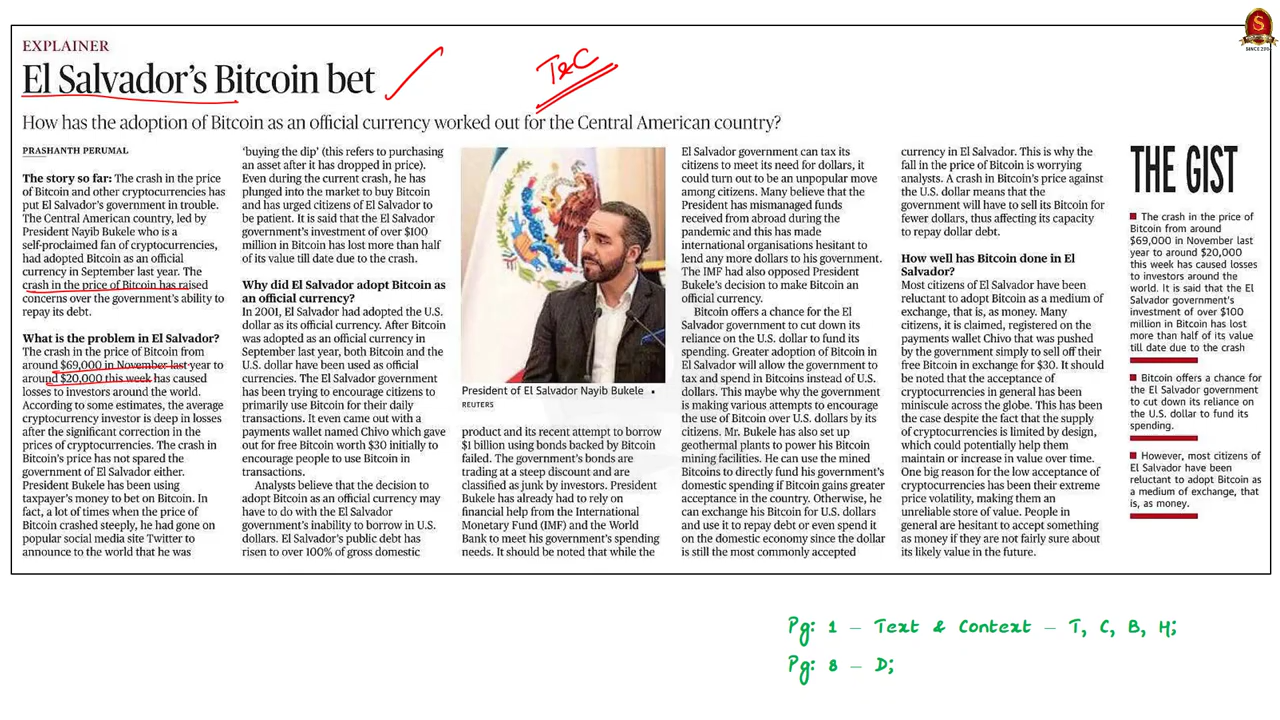 EXPLAINER
El Salvador's Bitcoin bet
T&C
How has the adoption of Bitcoin as an official currency worked out for the Central American country?
PRASHANTH PERUMAL
The story so far: The crash in the price
of Bitcoin and other cryptocurrencies has
put El Salvador's government in trouble.
The Central American country, led by
President Nayib Bukele who is a
self-proclaimed fan of cryptocurrencies,
had adopted Bitcoin as an official
currency in September last year. The
crash in the price of Bitcoin has raised
concerns over the government's ability to
repay its debt.
What is the problem in El Salvador?
The crash in the price of Bitcoin from
around $69,000 in November last year to
around $20,000 this week has caused
losses to investors around the world.
According to some estimates, the average
cryptocurrency investor is deep in losses
after the significant correction in the
prices of cryptocurrencies. The crash in
Bitcoin's price has not spared the
government of El Salvador either.
President Bukele has been using
taxpayer's money to bet on Bitcoin. In
fact, a lot of times when the price of
Bitcoin crashed steeply, he had gone on
popular social media site Twitter to
announce to the world that he was
'buying the dip' (this refers to purchasing
an asset after it has dropped in price).
Even during the current crash, he has
plunged into the market to buy Bitcoin
and has urged citizens of El Salvador to
be patient. It is said that the El Salvador
government's investment of over $100
million in Bitcoin has lost more than half
of its value till date due to the crash.
Why did El Salvador adopt Bitcoin as
an official currency?
In 2001, El Salvador had adopted the U.S.
dollar as its official currency. After Bitcoin
was adopted as an official currency in
September last year, both Bitcoin and the
U.S. dollar have been used as official
currencies. The El Salvador government
has been trying to encourage citizens to
primarily use Bitcoin for their daily
transactions. It even came out with a
payments wallet named Chivo which gave
out for free Bitcoin worth $30 initially to
encourage people to use Bitcoin in
transactions.
Analysts believe that the decision to
adopt Bitcoin as an official currency may
have to do with the El Salvador
government's inability to borrow in U.S.
dollars. El Salvador's public debt has
risen to over 100% of gross domestic
President of El Salvador Nayib Bukele •
REUTERS
product and its recent attempt to borrow
$1 billion using bonds backed by Bitcoin
failed. The government's bonds are
trading at a steep discount and are
classified as junk by investors. President
Bukele has already had to rely on
financial help from the International
Monetary Fund (IMF) and the World
Bank to meet his government's spending
needs. It should be noted that while the
El Salvador government can tax its
citizens to meet its need for dollars, it
could turn out to be an unpopular move
among citizens. Many believe that the
President has mismanaged funds
received from abroad during the
pandemic and this has made
international organisations hesitant to
lend any more dollars to his government.
The IMF had also opposed President
Bukele's decision to make Bitcoin an
official currency.
Bitcoin offers a chance for the El
Salvador government to cut down its
reliance on the U.S. dollar to fund its
spending. Greater adoption of Bitcoin in
El Salvador will allow the government to
tax and spend in Bitcoins instead of U.S.
dollars. This maybe why the government
is making various attempts to encourage
the use of Bitcoin over U.S. dollars by its
citizens. Mr. Bukele has also set up
geothermal plants to power his Bitcoin
mining facilities. He can use the mined
Bitcoins to directly fund his government's
domestic spending if Bitcoin gains greater
acceptance in the country. Otherwise, he
can exchange his Bitcoin for U.S. dollars
and use it to repay debt or even spend it
on the domestic economy since the dollar
is still the most commonly accepted
currency in El Salvador. This is why the
fall in the price of Bitcoin is worrying
analysts. A crash in Bitcoin's price against
the U.S. dollar means that the
government will have to sell its Bitcoin for
fewer dollars, thus affecting its capacity
to repay dollar debt.
How well has Bitcoin done in El
Salvador?
Most citizens of El Salvador have been
reluctant to adopt Bitcoin as a medium of
exchange, that is, as money. Many
citizens, it is claimed, registered on the
payments wallet Chivo that was pushed
by the government simply to sell off their
free Bitcoin in exchange for $30. It should
be noted that the acceptance of
cryptocurrencies in general has been
miniscule across the globe. This has been
the case despite the fact that the supply
of cryptocurrencies is limited by design,
which could potentially help them
maintain or increase in value over time.
One big reason for the low acceptance of
cryptocurrencies has been their extreme
price volatility, making them an
unreliable store of value. People in
general are hesitant to accept something
as money if they are not fairly sure about
its likely value in the future.
THE GIST
The crash in the price of
Bitcoin from around
$69,000 in November last
year to around $20,000
this week has caused losses
to investors around the
world. It is said that the El
Salvador government's
investment of over $100
million in Bitcoin has lost
more than half of its value
till date due to the crash
Bitcoin offers a chance for
the El Salvador government
to cut down its reliance on
the U.S. dollar to fund its
spending.
However, most citizens of
El Salvador have been
reluctant to adopt Bitcoin as
a medium of exchange, that
is, as money.
S
Pg: 1 – Text & Context – T, C, B, H;
Pg: 8 – D;